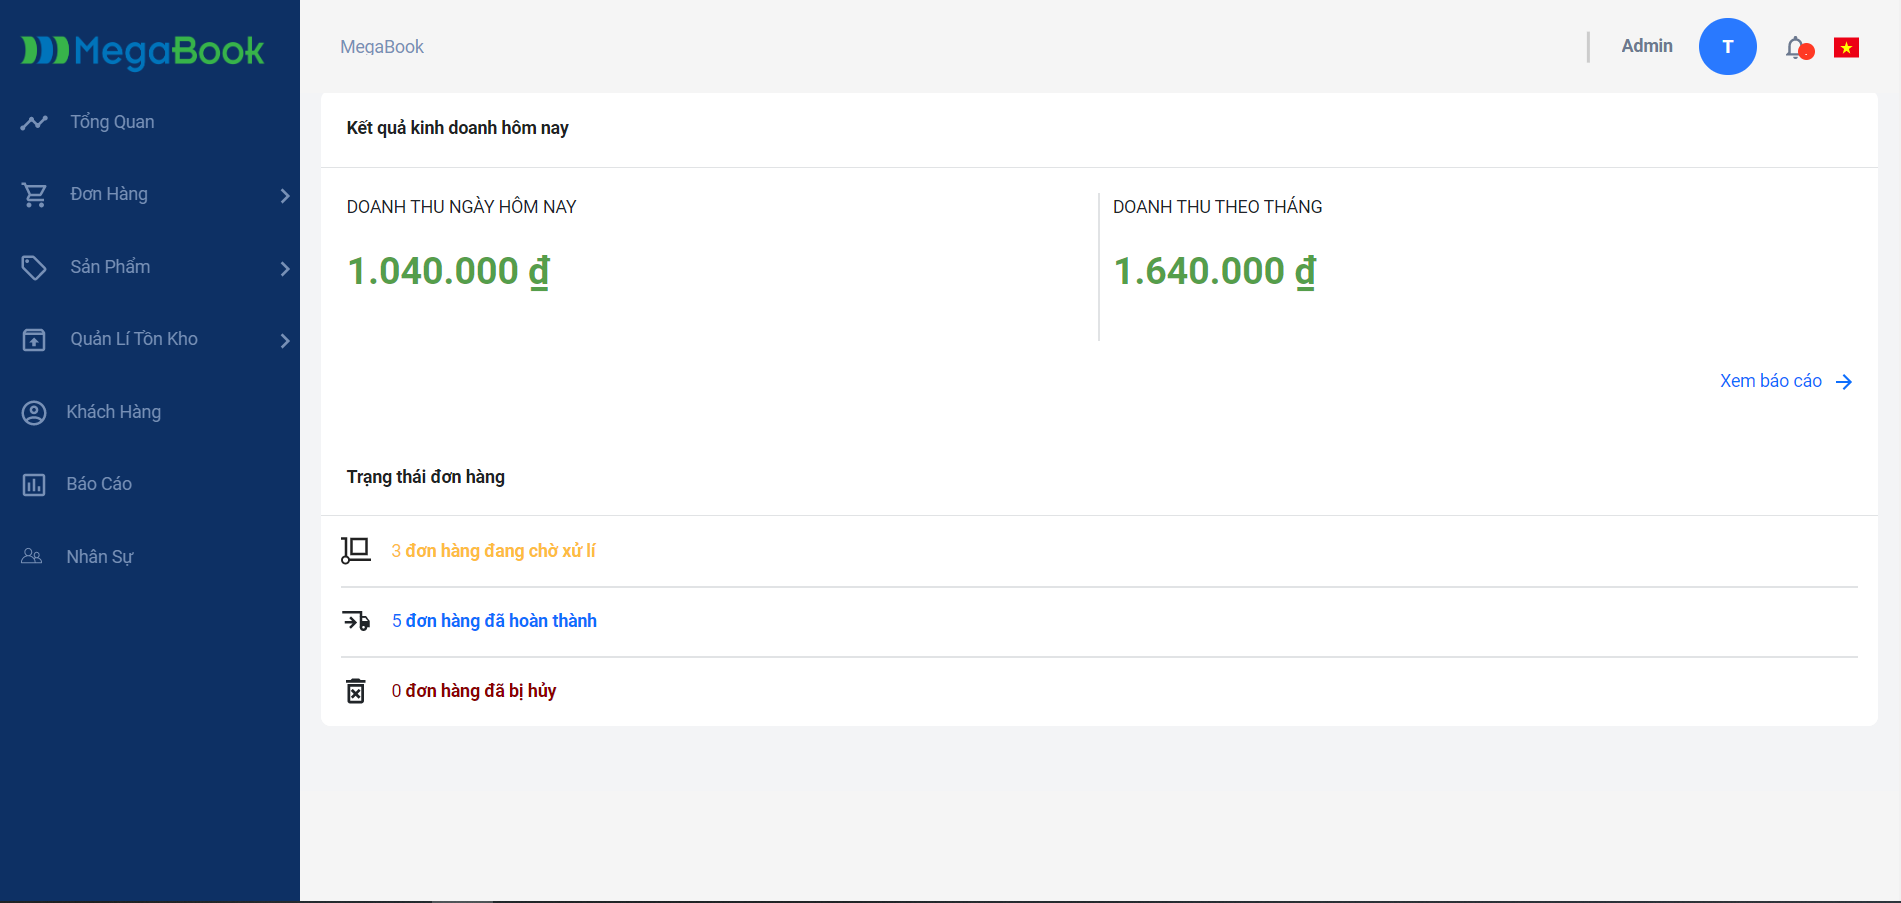 MegaBook
Tổng Quan
Đơn Hàng
Sản Phẩm
Quản Lí Tồn Kho
Khách Hàng
Báo Cáo
Nhân Sự
MegaBook
Admin
T
Kết quả kinh doanh hôm nay
DOANH THU NGÀY HÔM NAY
1.040.000 ₫
DOANH THU THEO THÁNG
1.640.000 ₫
Xem báo cáo
Trạng thái đơn hàng
3 đơn hàng đang chờ xử lí
5 đơn hàng đã hoàn thành
0 đơn hàng đã bị hủy